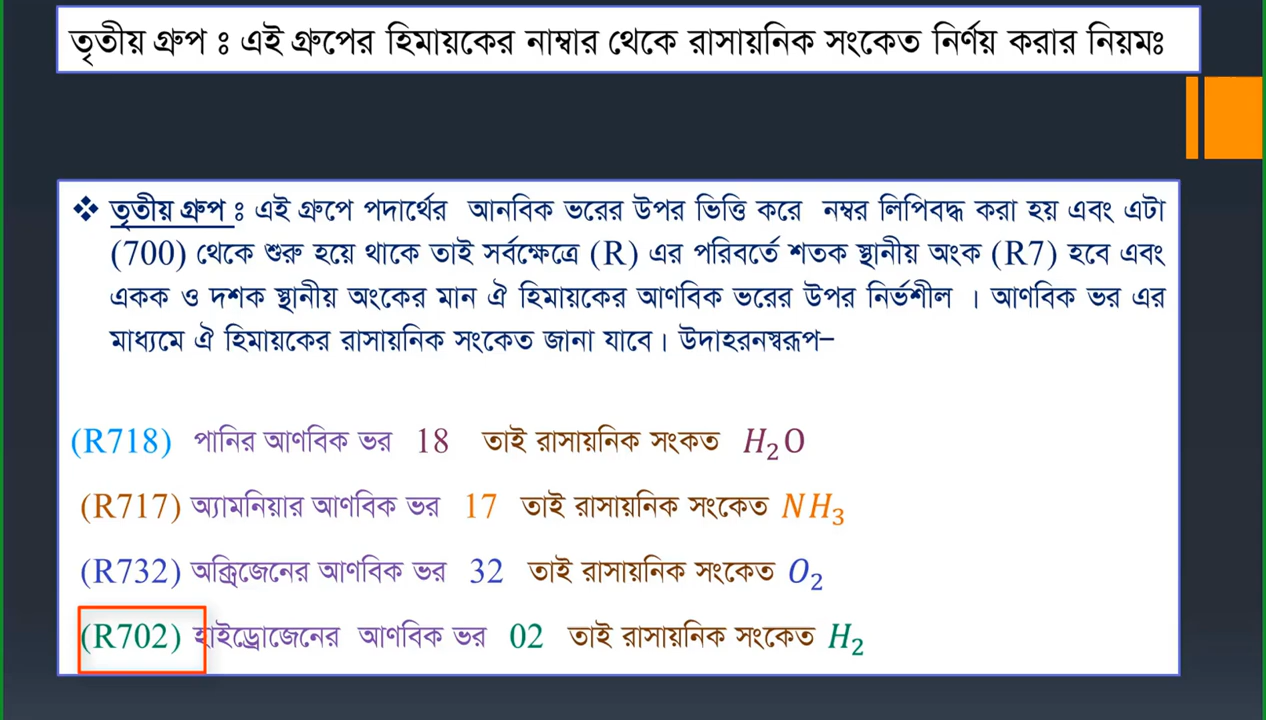 তৃতীয় গ্রুপ ঃ এই গ্রুপের হিমায়কের নাম্বার থেকে রাসায়নিক সংকেত নির্ণয় করার নিয়মঃ
❖ তৃতীয় গ্রুপ ঃ এই গ্রুপে পদার্থের আনবিক ভরের উপর ভিত্তি করে নম্বর লিপিবদ্ধ করা হয় এবং এটা
(700) থেকে শুরু হয়ে থাকে তাই সর্বক্ষেত্রে (R) এর পরিবর্তে শতক স্থানীয় অংক (R7) হবে এবং
একক ও দশক স্থানীয় অংকের মান ঐ হিমায়কের আণবিক ভরের উপর নির্ভশীল । আণবিক ভর এর
মাধ্যমে ঐ হিমায়কের রাসায়নিক সংকেত জানা যাবে। উদাহরনস্বরূপ–
(R718) পানির আণবিক ভর 18 তাই রাসায়নিক সংকত H₂O
(R717) অ্যামনিয়ার আণবিক ভর 17 তাই রাসায়নিক সংকেত NH₃
(R732) অক্সিজেনের আণবিক ভর 32 তাই রাসায়নিক সংকেত O₂
(R702) হাইড্রোজেনের আণবিক ভর 02 তাই রাসায়নিক সংকেত H₂